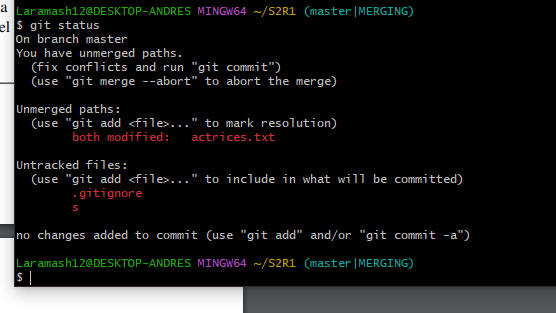 a
el
Laramash12@DESKTOP-ANDRES MINGW64 ~/S2R1 (master|MERGING)
$ git status
On branch master
You have unmerged paths.
  (fix conflicts and run "git commit")
  (use "git merge --abort" to abort the merge)

Unmerged paths:
  (use "git add <file>..." to mark resolution)
        both modified:   actrices.txt

Untracked files:
  (use "git add <file>..." to include in what will be committed)
        .gitignore
        s

no changes added to commit (use "git add" and/or "git commit -a")

Laramash12@DESKTOP-ANDRES MINGW64 ~/S2R1 (master|MERGING)
$